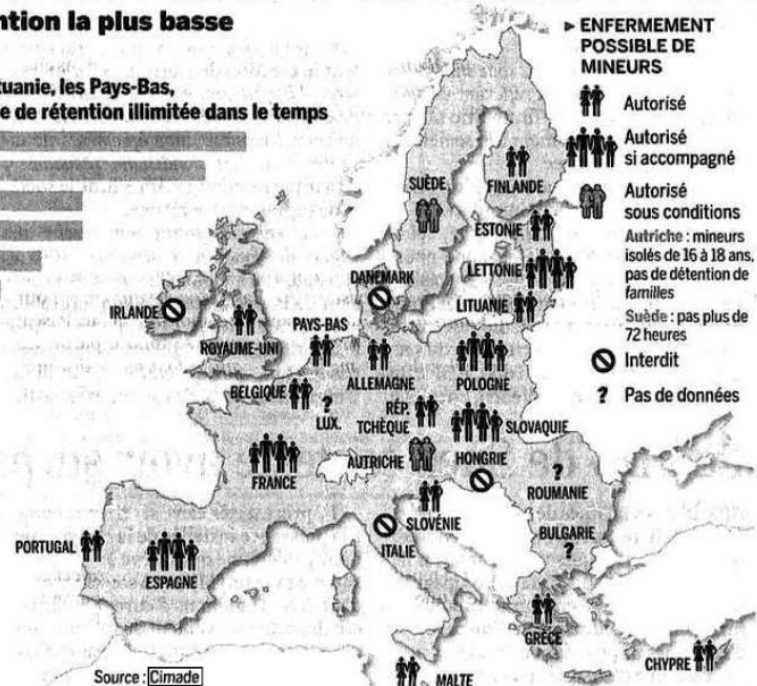 ntion la plus basse
tuanie, les Pays-Bas,
e de rétention illimitée dans le temps
▶ ENFERMEMENT
POSSIBLE DE
MINEURS
Autorisé
Autorisé
si accompagné
Autorisé
sous conditions
Autriche : mineurs
isolés de 16 à 18 ans,
pas de détention de
familles
Suède : pas plus de
72 heures
Interdit
? Pas de données
SUÈDE
FINLANDE
ESTONIE
LETTONIE
LITUANIE
DANEMARK
IRLANDE
ROYAUME-UNI
PAYS-BAS
ALLEMAGNE
POLOGNE
BELGIQUE
?
LUX.
RÉP.
TCHÈQUE
SLOVAQUIE
FRANCE
AUTRICHE
HONGRIE
?
ROUMANIE
SLOVÉNIE
BULGARIE
?
ITALIE
PORTUGAL
ESPAGNE
GRÈCE
CHYPRE
MALTE
Source : Cimade